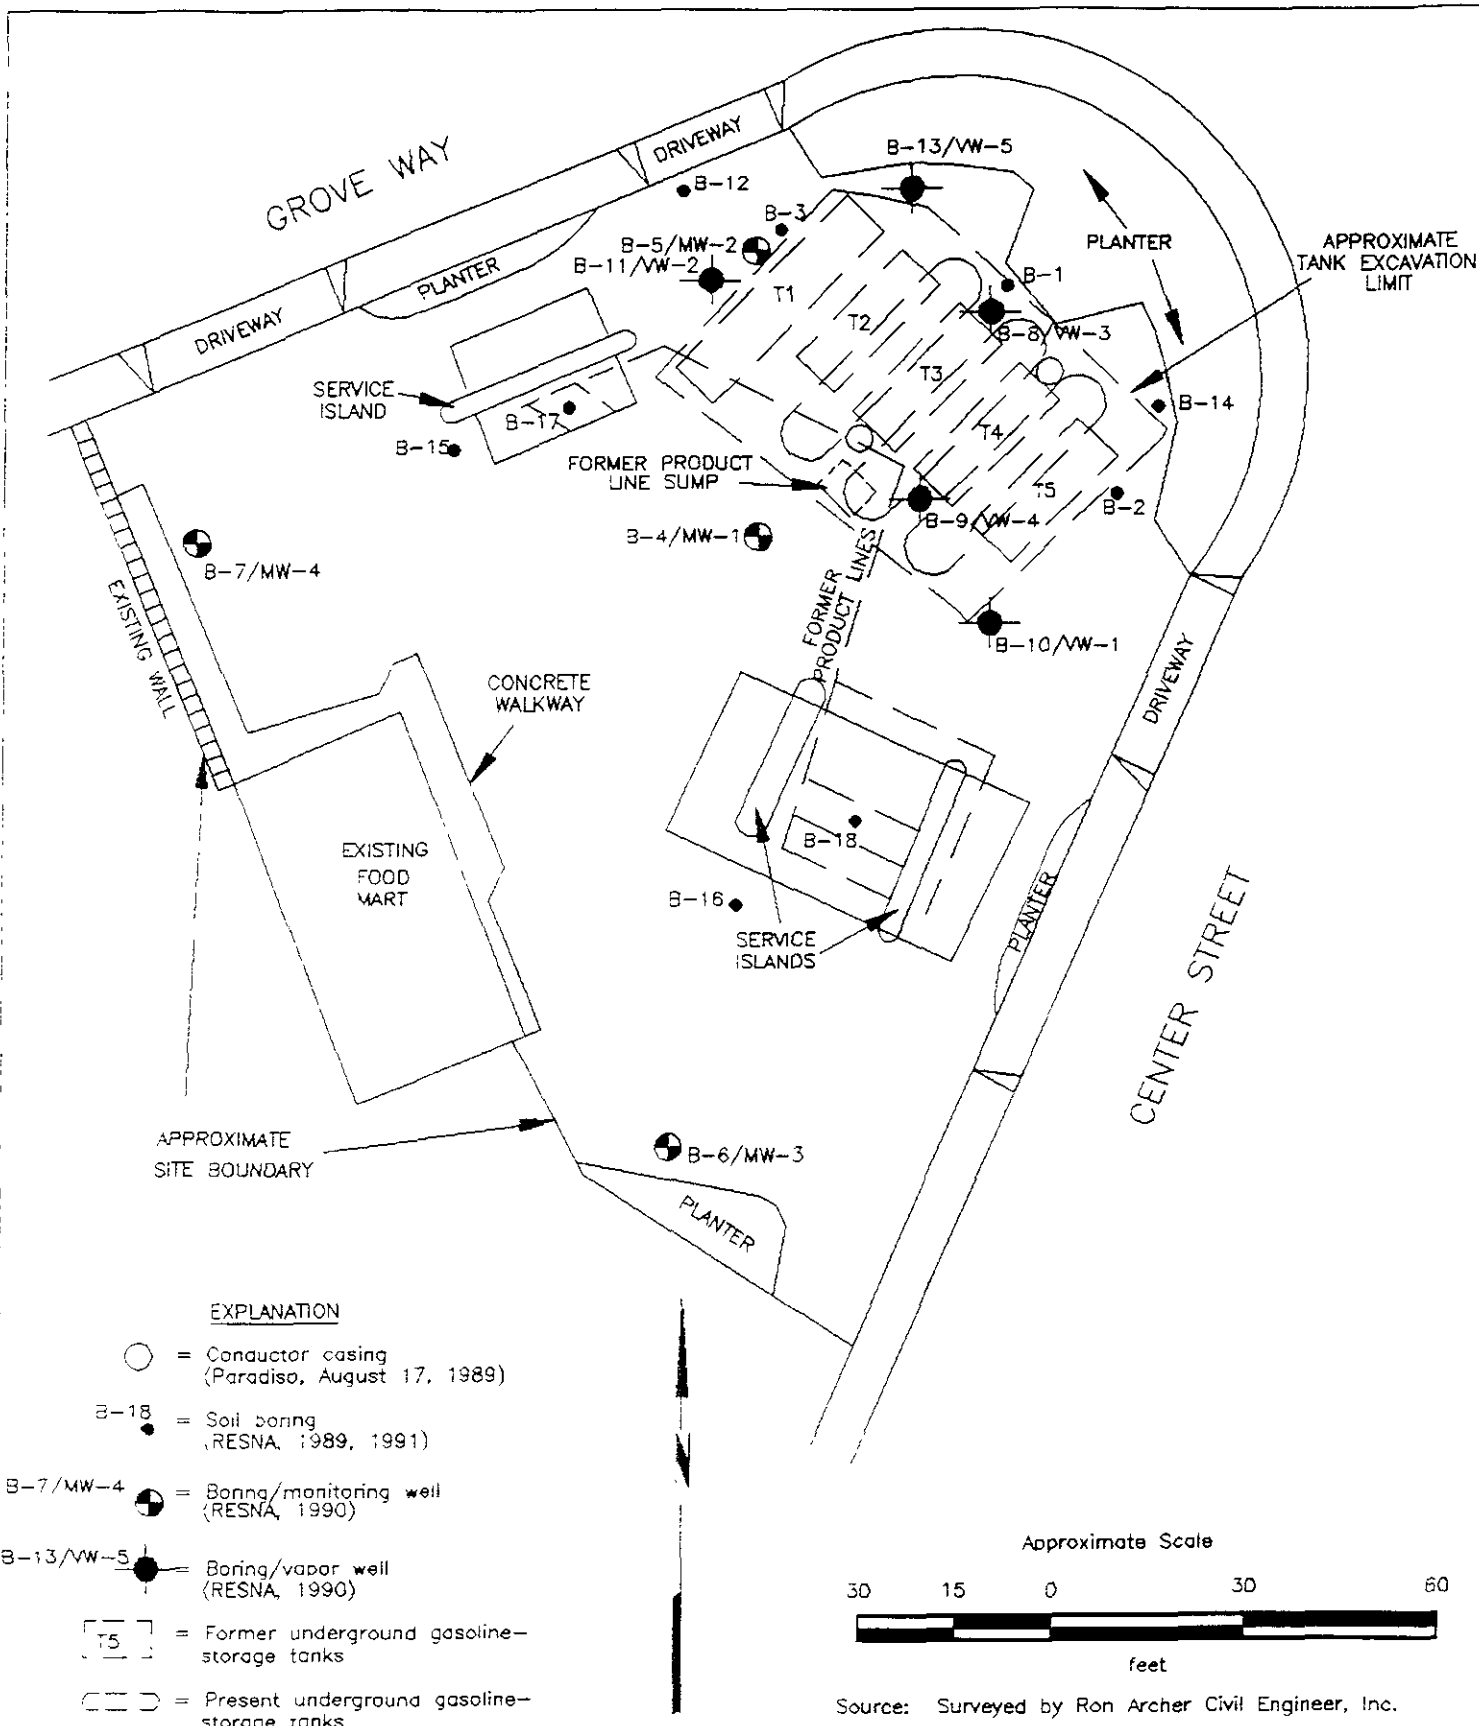 GROVE WAY
DRIVEWAY
B-13/VW-5
B-12
B-3
B-5/MW-2
B-11/VW-2
PLANTER
APPROXIMATE
TANK EXCAVATION
LIMIT
B-1
PLANTER
DRIVEWAY
T1
T2
B-8/VW-3
T3
SERVICE
ISLAND
B-17
B-15
B-14
T4
FORMER PRODUCT
LINE SUMP
T5
B-2
B-9/VW-4
B-4/MW-1
B-7/MW-4
EXISTING WALL
FORMER
PRODUCT LINES
B-10/VW-1
DRIVEWAY
CONCRETE
WALKWAY
EXISTING
FOOD
MART
B-18
B-16
SERVICE
ISLANDS
PLANTER
CENTER STREET
APPROXIMATE
SITE BOUNDARY
B-6/MW-3
PLANTER
EXPLANATION
= Conductor casing
(Paradiso, August 17, 1989)
B-18
= Soil boring
(RESNA, 1989, 1991)
B-7/MW-4
= Boring/monitoring well
(RESNA, 1990)
B-13/VW-5
= Boring/vapor well
(RESNA, 1990)
T5
= Former underground gasoline-
storage tanks
= Present underground gasoline-
storage tanks
Approximate Scale
30 15 0 30 60
feet
Source: Surveyed by Ron Archer Civil Engineer, Inc.